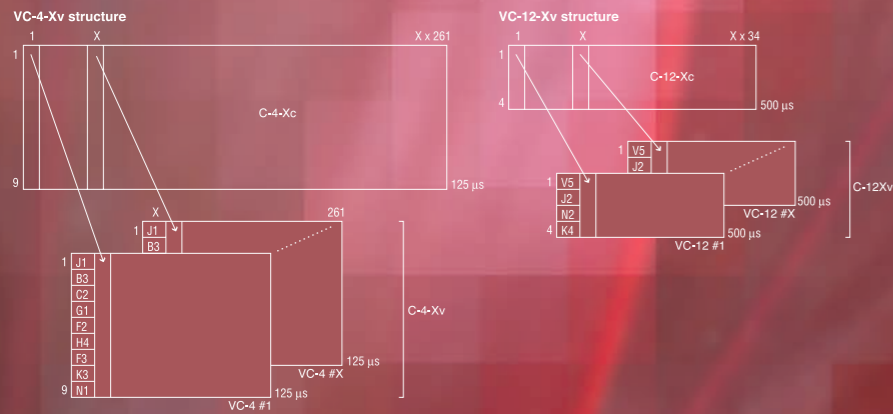 VC-4-Xv structure
1 X X x 261
1
C-4-Xc
9
125 µs
X 261
1 J1
B3
1 J1
B3
C2
G1
F2
H4
F3
K3
9 N1
C-4-Xv
125 µs
VC-4 #X
125 µs
VC-4 #1
VC-12-Xv structure
1 X X x 34
1
C-12-Xc
4
500 µs
1 V5
J2
1 V5
J2
N2
4 K4
C-12Xv
500 µs
VC-12 #X
500 µs
VC-12 #1